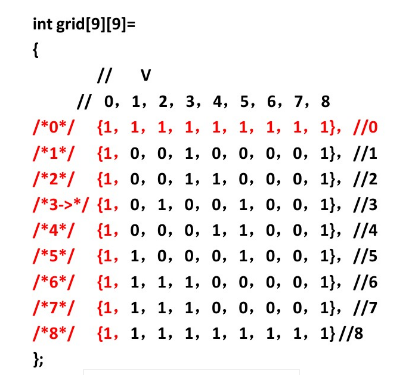 int grid[9][9]=
{
// V
// 0, 1, 2, 3, 4, 5, 6, 7, 8
/*0*/ {1, 1, 1, 1, 1, 1, 1, 1, 1}, //0
/*1*/ {1, 0, 0, 1, 0, 0, 0, 0, 1}, //1
/*2*/ {1, 0, 0, 1, 1, 0, 0, 0, 1}, //2
/*3->*/ {1, 0, 1, 0, 0, 1, 0, 0, 1}, //3
/*4*/ {1, 0, 0, 0, 1, 1, 0, 0, 1}, //4
/*5*/ {1, 1, 0, 0, 0, 1, 0, 0, 1}, //5
/*6*/ {1, 1, 1, 1, 0, 0, 0, 0, 1}, //6
/*7*/ {1, 1, 1, 1, 0, 0, 0, 0, 1}, //7
/*8*/ {1, 1, 1, 1, 1, 1, 1, 1, 1}//8
};